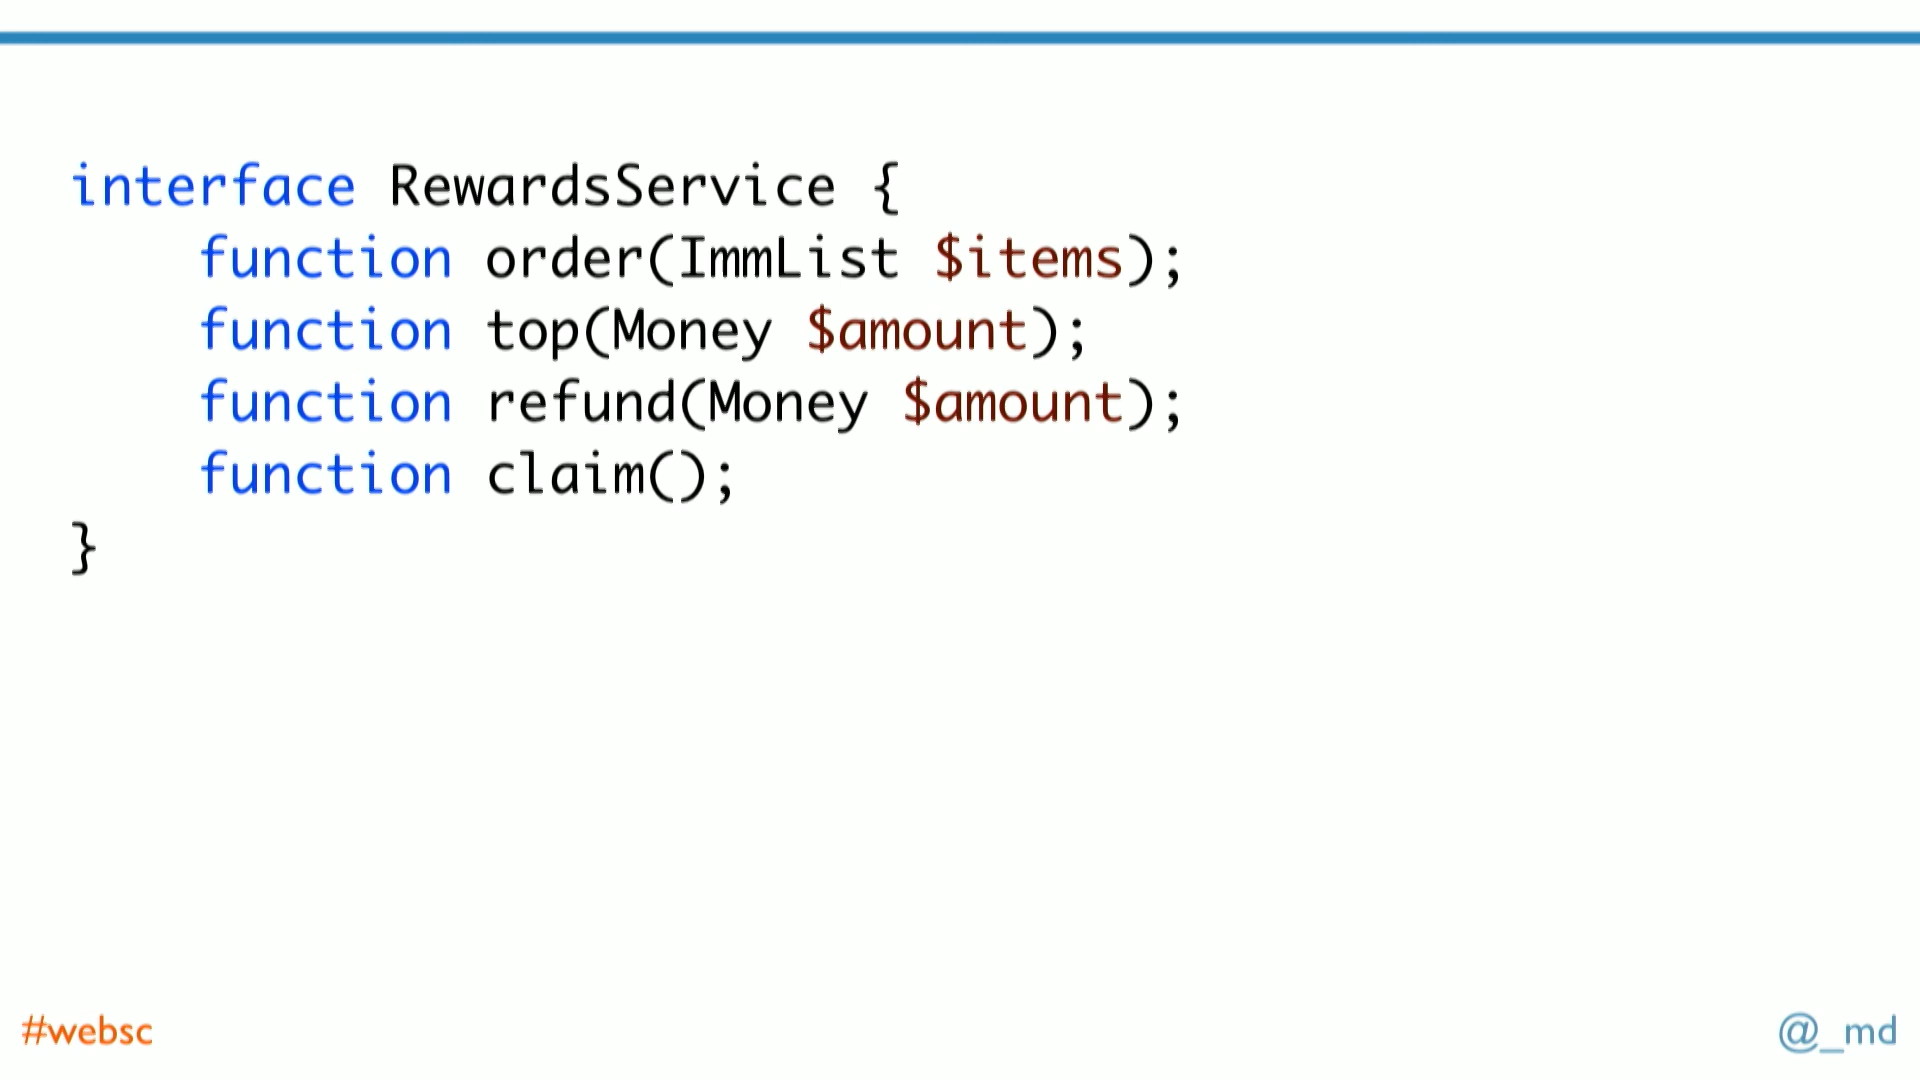 interface RewardsService {
    function order(ImmList $items);
    function top(Money $amount);
    function refund(Money $amount);
    function claim();
}
#websc
@_md